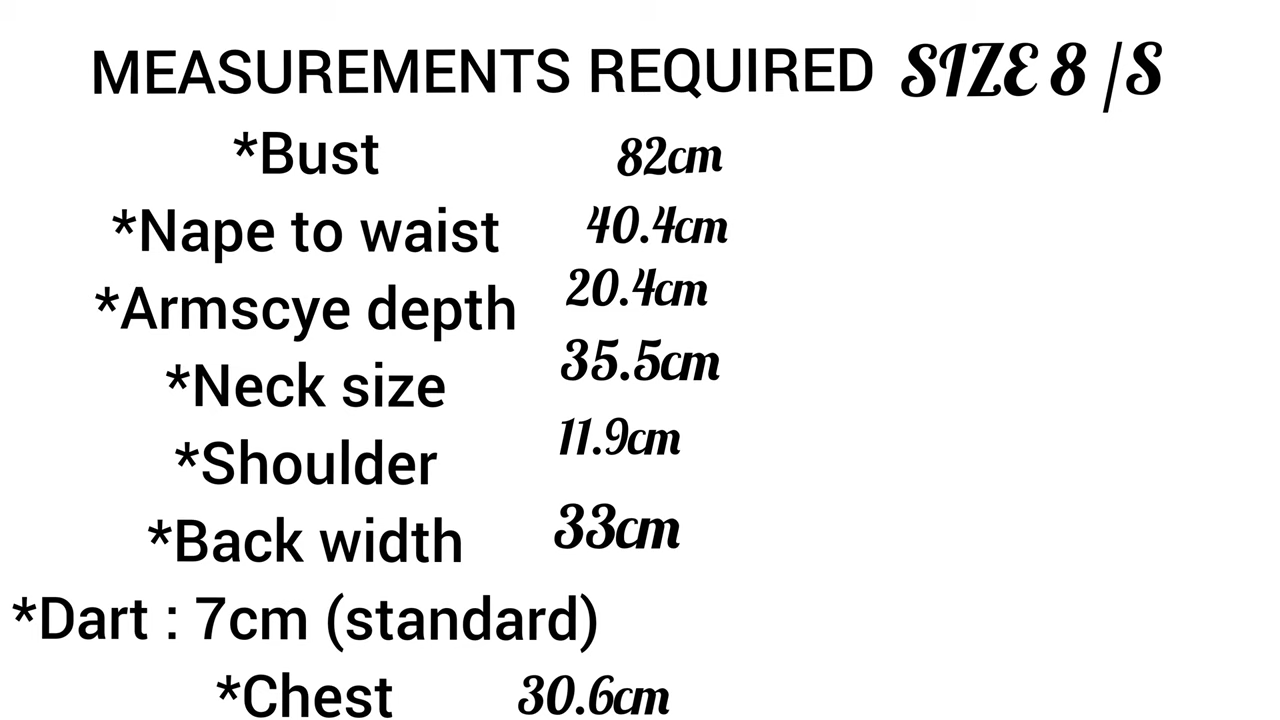 MEASUREMENTS REQUIRED SIZE 8 /S
*Bust 82cm
*Nape to waist 40.4cm
*Armscye depth 20.4cm
*Neck size 35.5cm
*Shoulder 11.9cm
*Back width 33cm
*Dart : 7cm (standard)
*Chest 30.6cm